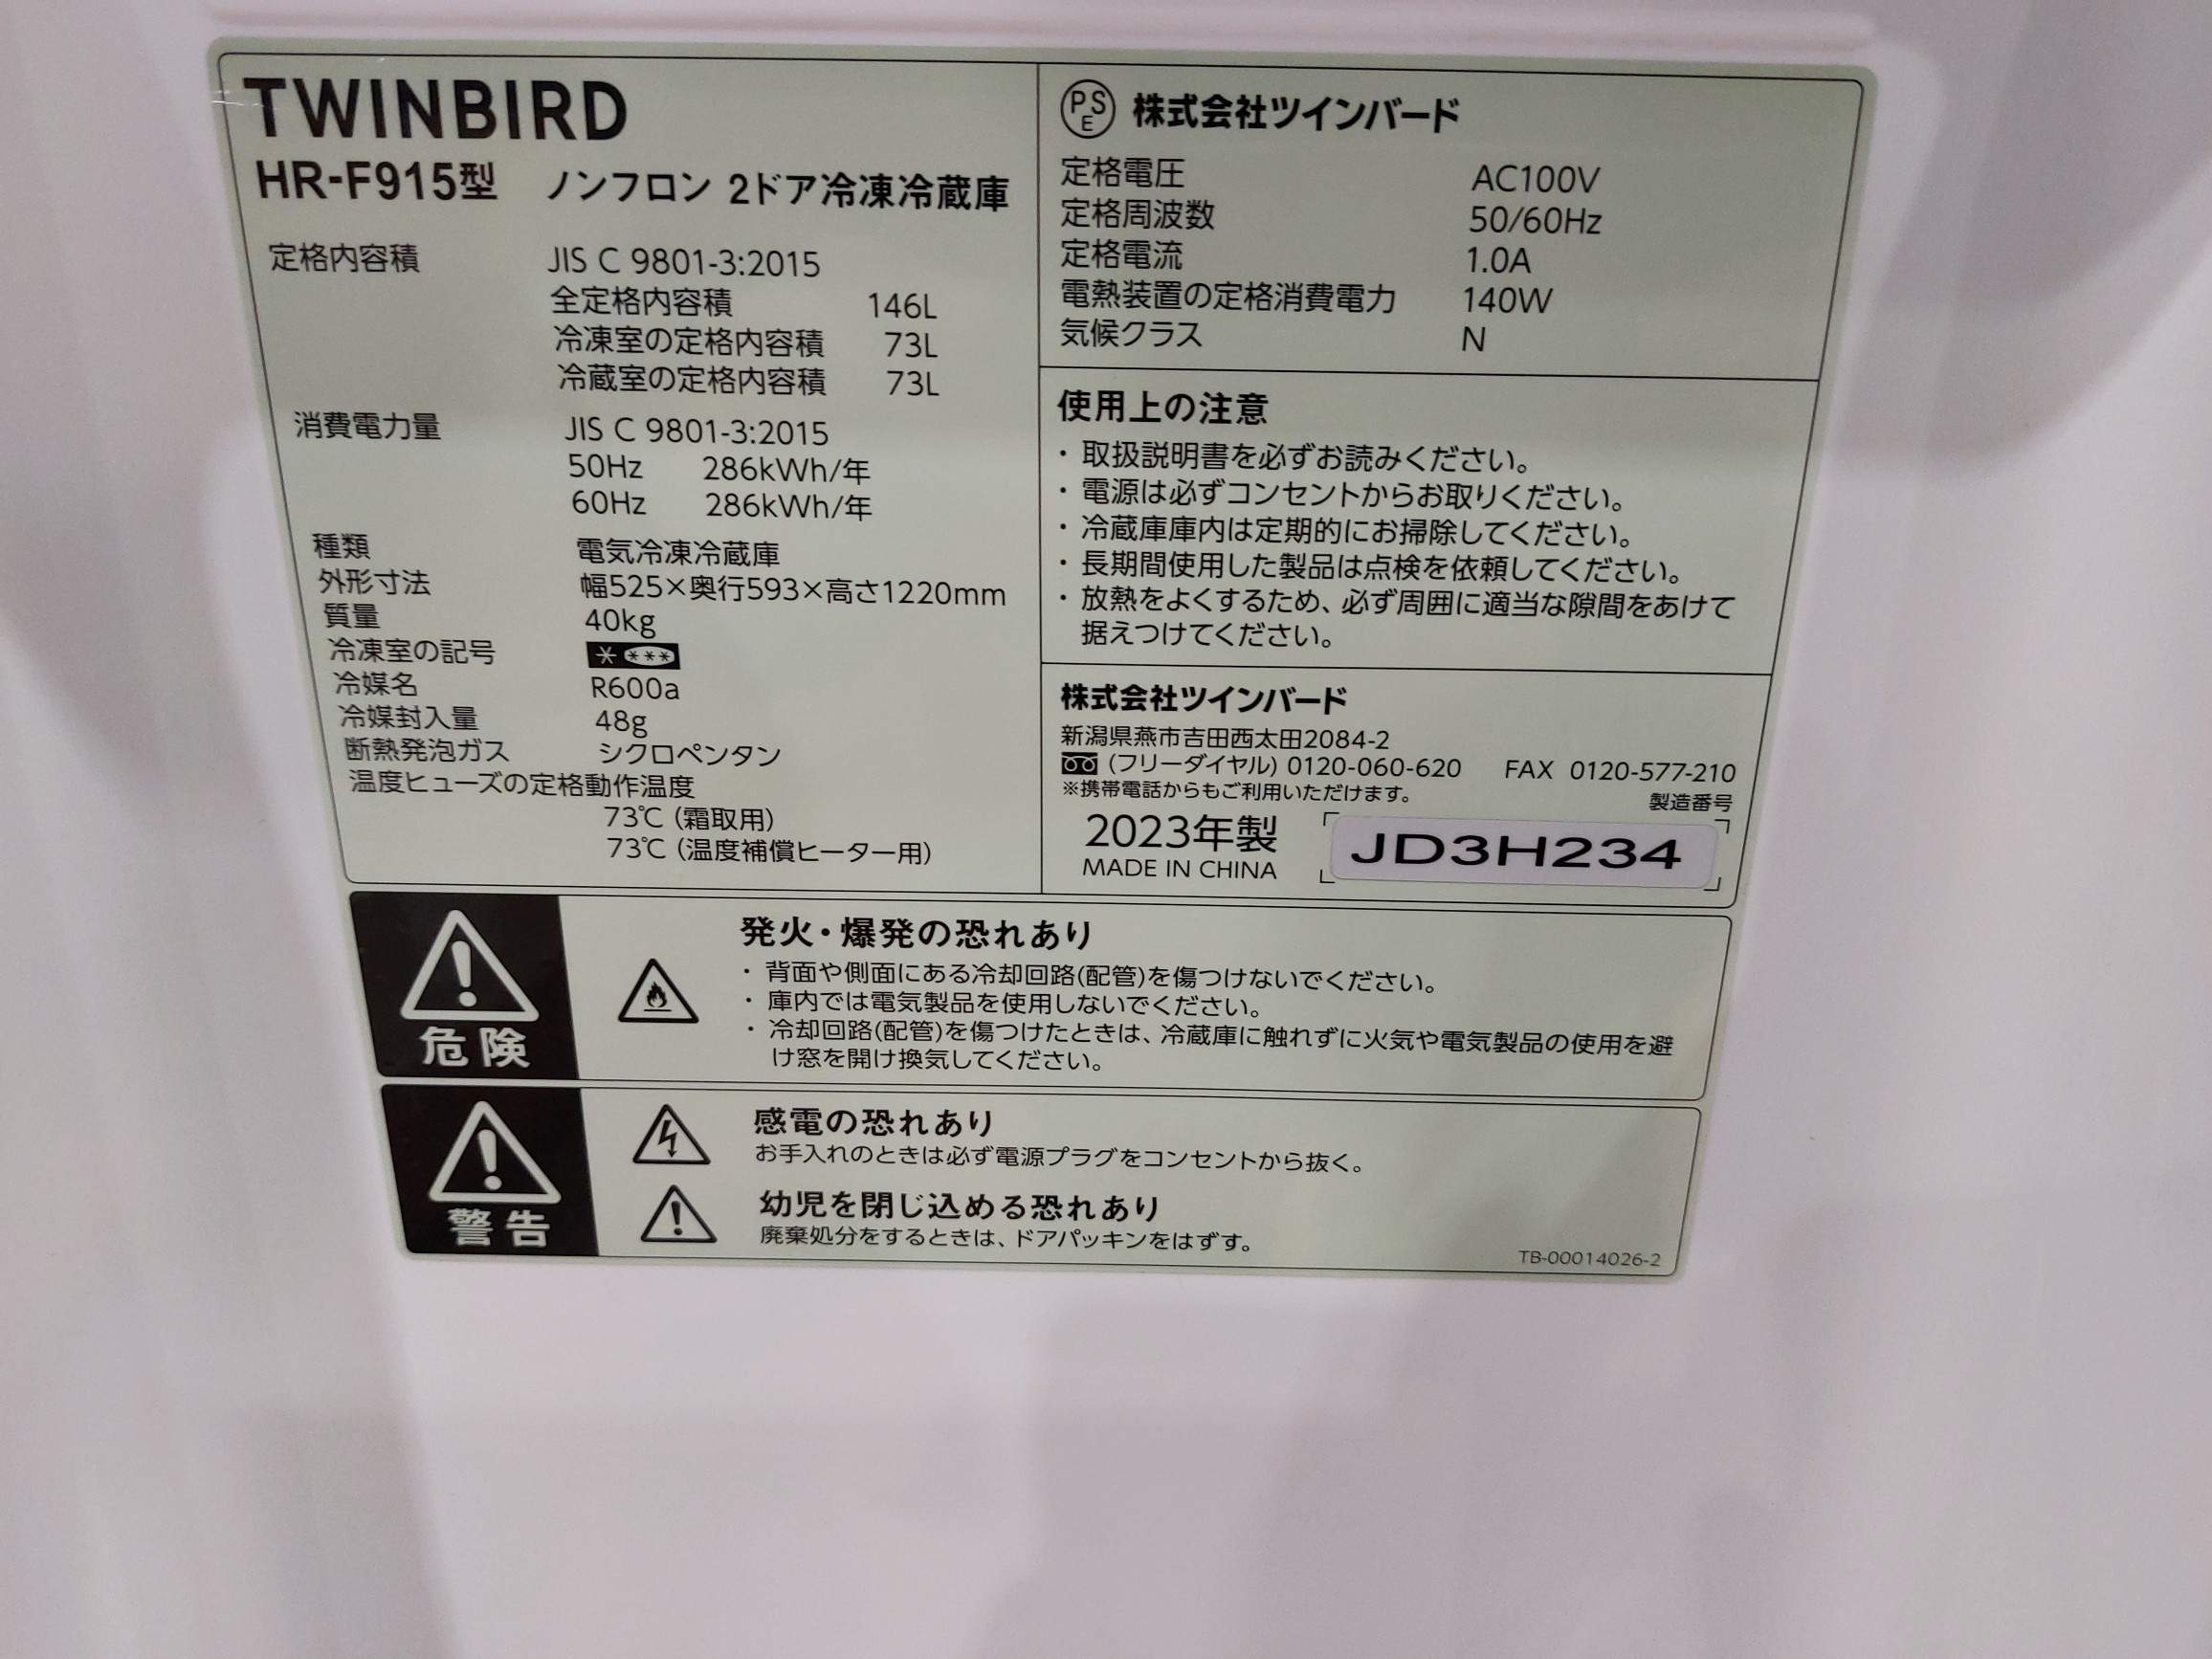 TWINBIRD
HR-F915型 ノンフロン 2ドア冷凍冷蔵庫
定格内容積 JIS C 9801-3:2015
全定格内容積 146L
冷凍室の定格内容積 73L
冷蔵室の定格内容積 73L
消費電力量 JIS C 9801-3:2015
50Hz 286kWh/年
60Hz 286kWh/年
種類 電気冷凍冷蔵庫
外形寸法 幅525×奥行593×高さ1220mm
質量 40kg
冷凍室の記号 * ***
冷媒名 R600a
冷媒封入量 48g
断熱発泡ガス シクロペンタン
温度ヒューズの定格動作温度
73℃ (霜取用)
73℃ (温度補償ヒーター用)
PSE 株式会社ツインバード
定格電圧 AC100V
定格周波数 50/60Hz
定格電流 1.0A
電熱装置の定格消費電力 140W
気候クラス N
使用上の注意
・取扱説明書を必ずお読みください。
・電源は必ずコンセントからお取りください。
・冷蔵庫庫内は定期的にお掃除してください。
・長期間使用した製品は点検を依頼してください。
・放熱をよくするため、必ず周囲に適当な隙間をあけて
据えつけてください。
株式会社ツインバード
新潟県燕市吉田西太田2084-2
(フリーダイヤル) 0120-060-620 FAX 0120-577-210
※携帯電話からもご利用いただけます。
製造番号
2023年製 JD3H234
MADE IN CHINA
危険
発火・爆発の恐れあり
・背面や側面にある冷却回路(配管)を傷つけないでください。
・庫内では電気製品を使用しないでください。
・冷却回路(配管)を傷つけたときは、冷蔵庫に触れずに火気や電気製品の使用を避
け窓を開け換気してください。
警告
感電の恐れあり
お手入れのときは必ず電源プラグをコンセントから抜く。
幼児を閉じ込める恐れあり
廃棄処分をするときは、ドアパッキンをはずす。
TB-00014026-2